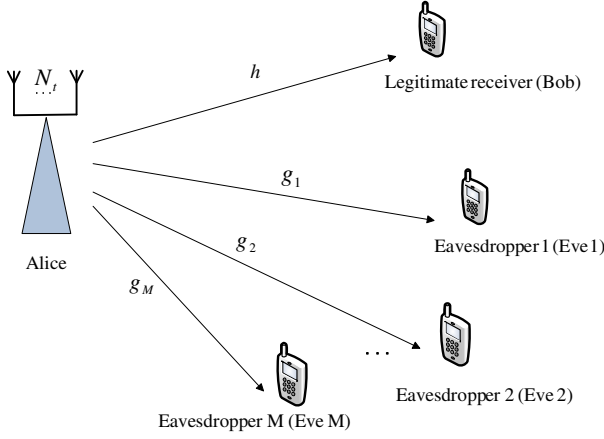 N_t
...
h
Legitimate receiver (Bob)
g_1
Eavesdropper 1 (Eve 1)
Alice
g_2
g_M
...
Eavesdropper 2 (Eve 2)
Eavesdropper M (Eve M)